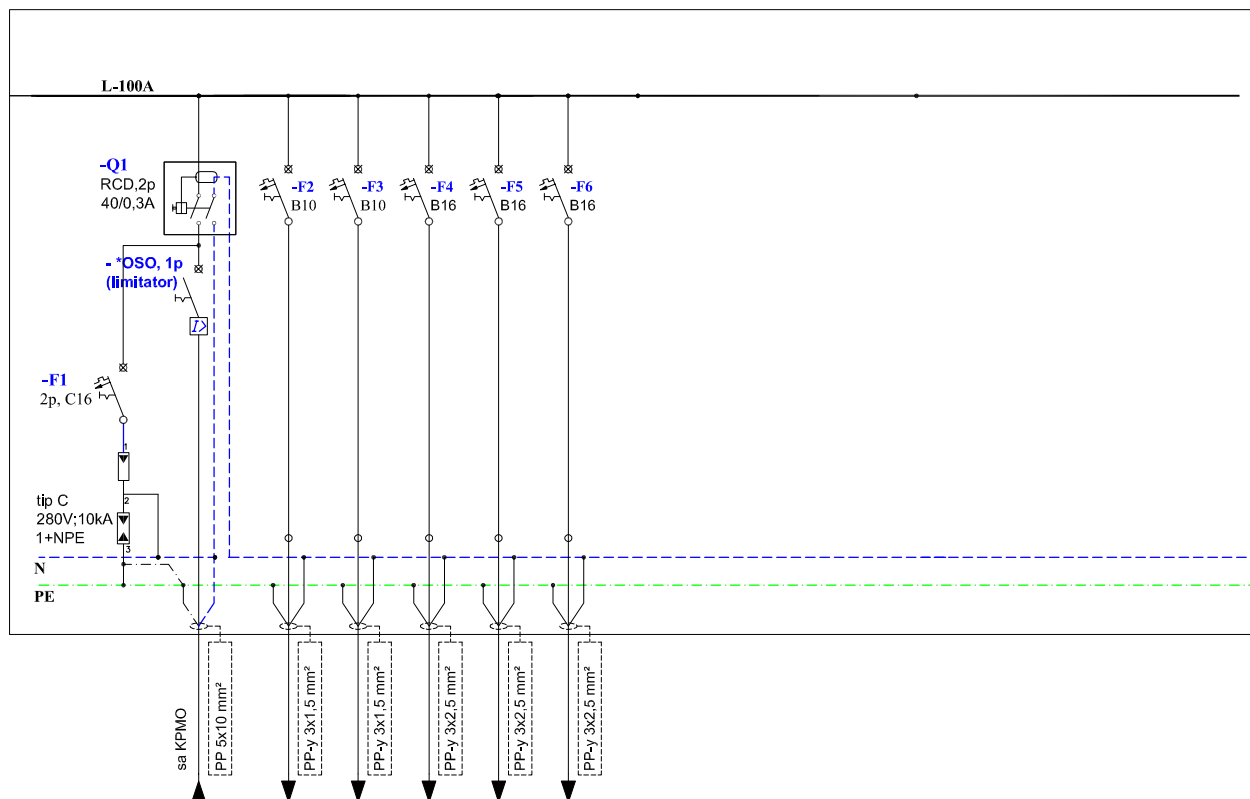 L-100A
-Q1
RCD,2p
40/0,3A
-F2
B10
-F3
B10
-F4
B16
-F5
B16
-F6
B16
- *OSO, 1p
(limitator)
I>
-F1
2p, C16
1
2
3
tip C
280V;10kA
1+NPE
N
PE
sa KPMO
PP 5x10 mm²
PP-y 3x1,5 mm²
PP-y 3x1,5 mm²
PP-y 3x2,5 mm²
PP-y 3x2,5 mm²
PP-y 3x2,5 mm²